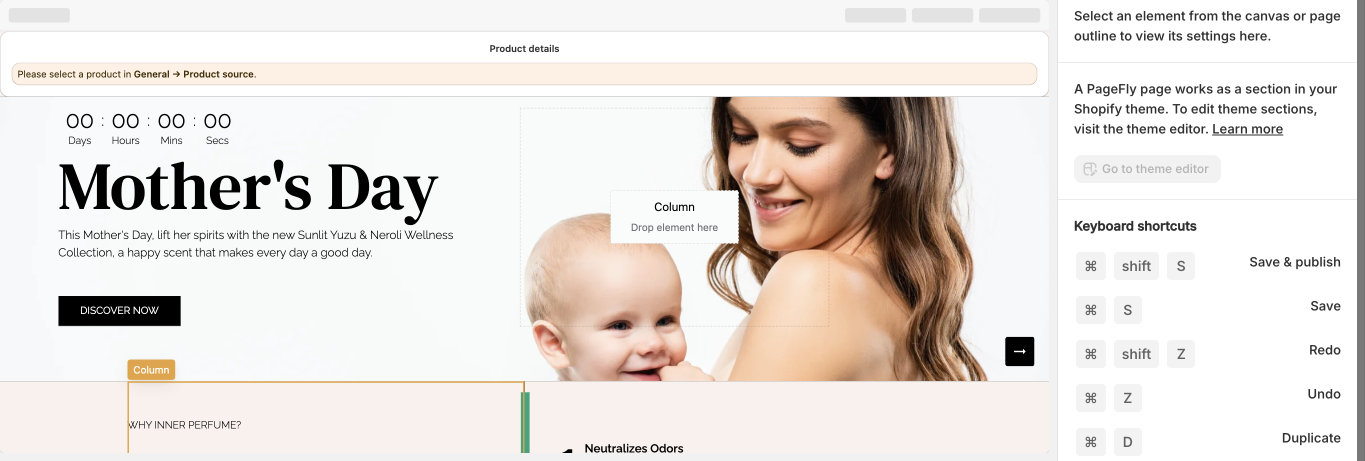 Product details
Please select a product in General → Product source.
00 : 00 : 00 : 00
Days Hours Mins Secs
Mother's Day
This Mother's Day, lift her spirits with the new Sunlit Yuzu & Neroli Wellness
Collection, a happy scent that makes every day a good day.
DISCOVER NOW
Column
Drop element here
→
Column
WHY INNER PERFUME?
Neutralizes Odors
Select an element from the canvas or page
outline to view its settings here.
A PageFly page works as a section in your
Shopify theme. To edit theme sections,
visit the theme editor. Learn more
Go to theme editor
Keyboard shortcuts
⌘ shift S Save & publish
⌘ S Save
⌘ shift Z Redo
⌘ Z Undo
⌘ D Duplicate